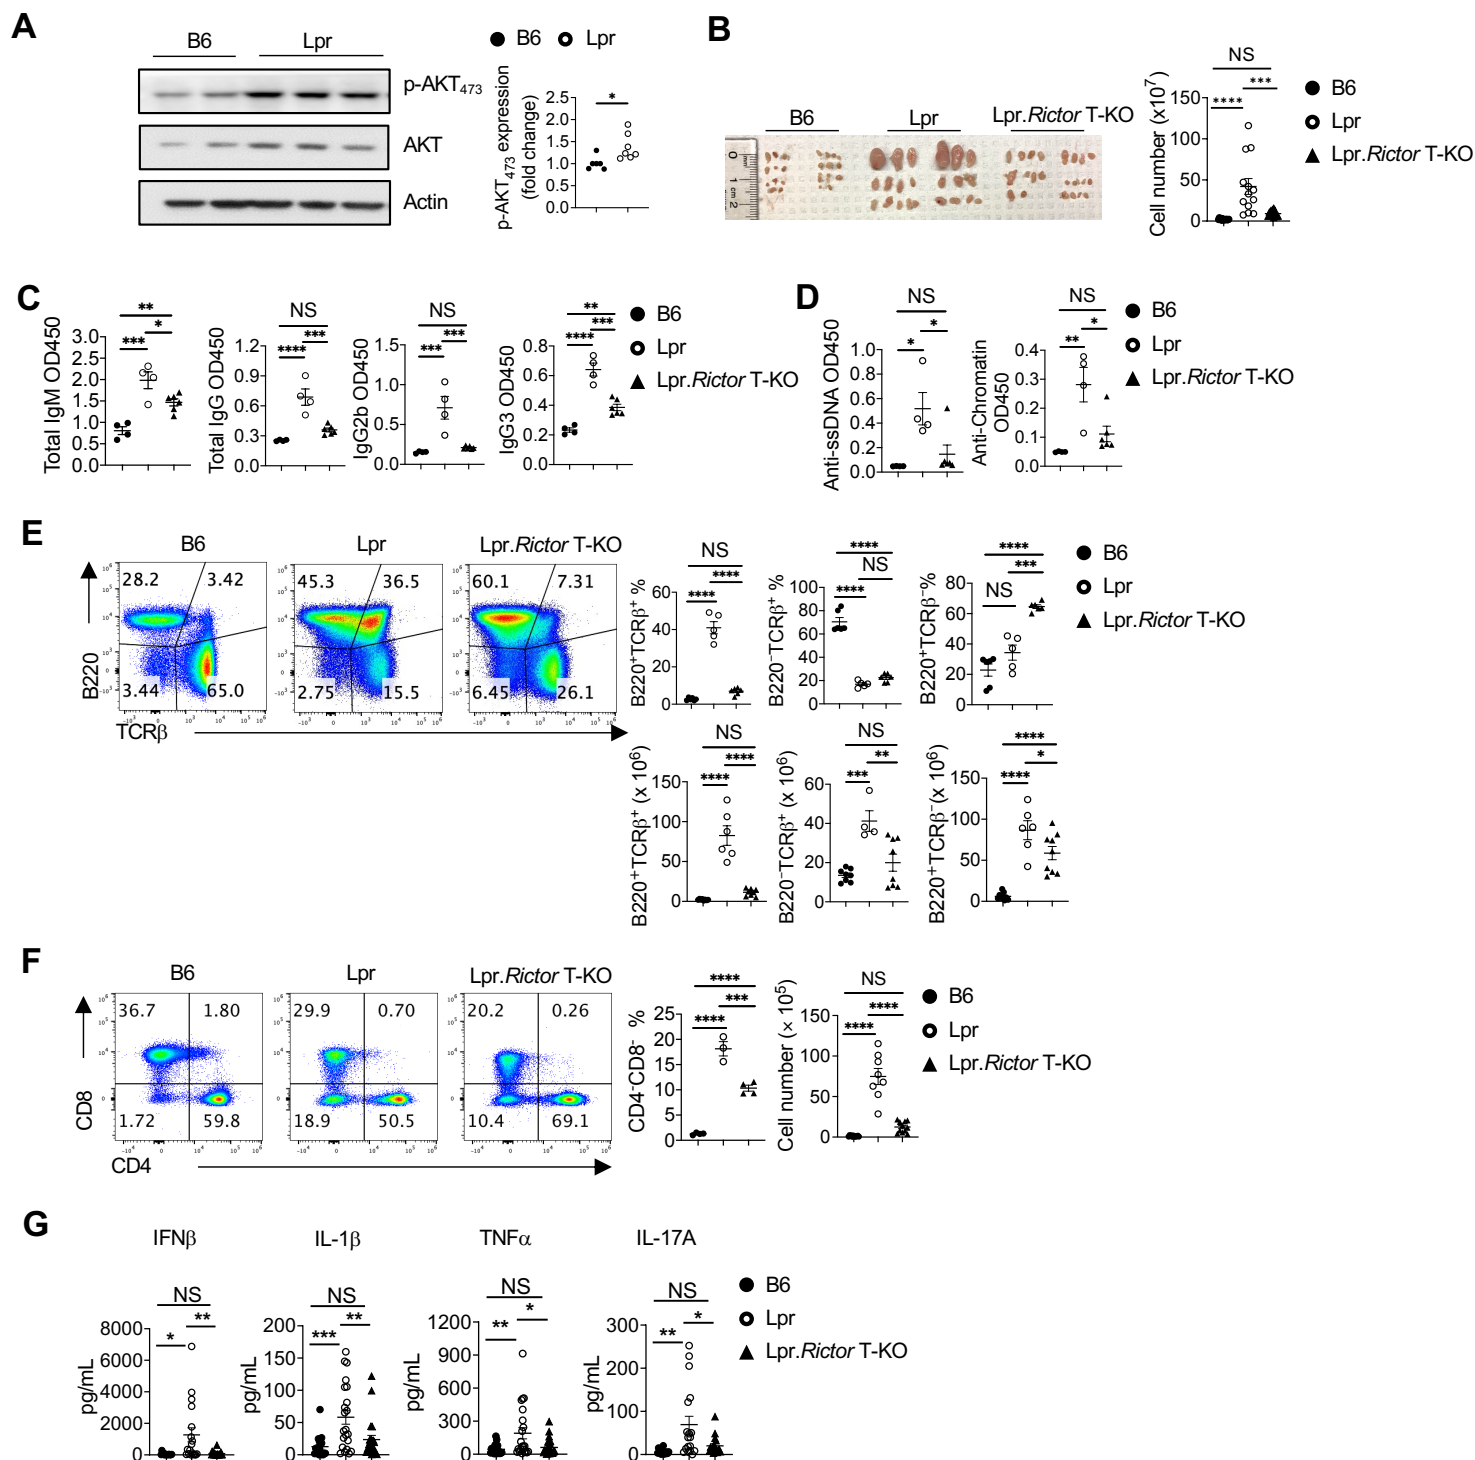 A
B6 Lpr
p-AKT473
AKT
Actin
B6 Lpr
p-AKT473 expression
(fold change)
2.5
2.0
1.5
1.0
0.5
0.0
*
B
B6 Lpr Lpr.Rictor T-KO
0
1 cm
2
Cell number (x10⁷)
150
100
50
0
NS
***
****
B6
Lpr
Lpr.Rictor T-KO
C
Total IgM OD450
3.0
2.5
2.0
1.5
1.0
0.5
0.0
**
*
***
Total IgG OD450
1.2
0.9
0.6
0.3
0.0
NS
***
****
IgG2b OD450
1.5
1.0
0.5
0.0
NS
***
***
IgG3 OD450
0.8
0.6
0.4
0.2
0.0
**
***
****
B6
Lpr
Lpr.Rictor T-KO
D
Anti-ssDNA OD450
1.0
0.8
0.6
0.4
0.2
0.0
NS
*
*
Anti-Chromatin
OD450
0.4
0.3
0.2
0.1
0.0
NS
*
**
B6
Lpr
Lpr.Rictor T-KO
E
B6 Lpr Lpr.Rictor T-KO
28.2 3.42
3.44 65.0
45.3 36.5
2.75 15.5
60.1 7.31
6.45 26.1
B220
TCRβ
B220⁺TCRβ⁺ %
60
40
20
0
NS
****
****
B220⁻TCRβ⁺ %
100
80
60
40
20
0
****
NS
****
B220⁺TCRβ⁻%
80
60
40
20
0
****
***
NS
B6
Lpr
Lpr.Rictor T-KO
B220⁺TCRβ⁺ (x 10⁶)
150
100
50
0
NS
****
****
B220⁻TCRβ⁺ (x 10⁶)
60
40
20
0
NS
**
***
B220⁺TCRβ⁻(x 10⁶)
150
100
50
0
****
*
****
F
B6 Lpr Lpr.Rictor T-KO
36.7 1.80
1.72 59.8
29.9 0.70
18.9 50.5
20.2 0.26
10.4 69.1
CD8
CD4
CD4⁻CD8⁻ %
25
20
15
10
5
0
****
***
****
Cell number (× 10⁵)
150
100
50
0
NS
****
****
B6
Lpr
Lpr.Rictor T-KO
G
IFNβ
pg/mL
8000
6000
4000
2000
0
NS
**
*
IL-1β
pg/mL
200
150
100
50
0
NS
**
***
TNFα
pg/mL
1200
900
600
300
0
NS
*
**
IL-17A
pg/mL
300
200
100
0
NS
*
**
B6
Lpr
Lpr.Rictor T-KO